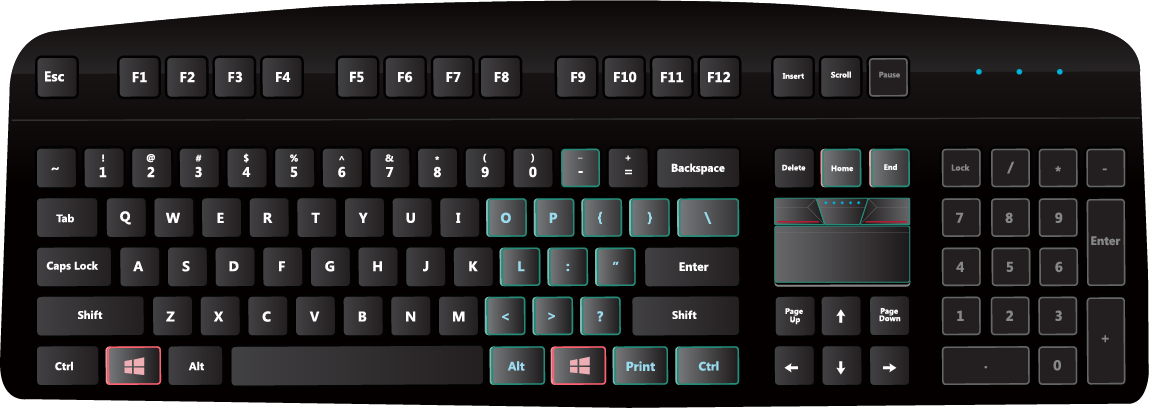 Esc F1 F2 F3 F4 F5 F6 F7 F8 F9 F10 F11 F12 Insert Scroll Pause
! @ # $ % ^ & * ( ) _ +
~ 1 2 3 4 5 6 7 8 9 0 - = Backspace Delete Home End Lock / * -
Tab Q W E R T Y U I O P { } \ 7 8 9
Enter
Caps Lock A S D F G H J K L : " Enter 4 5 6
Shift Z X C V B N M < > ? Shift Page Up ↑ Page Down 1 2 3
+
Ctrl Alt Alt Print Ctrl ← ↓ → . 0